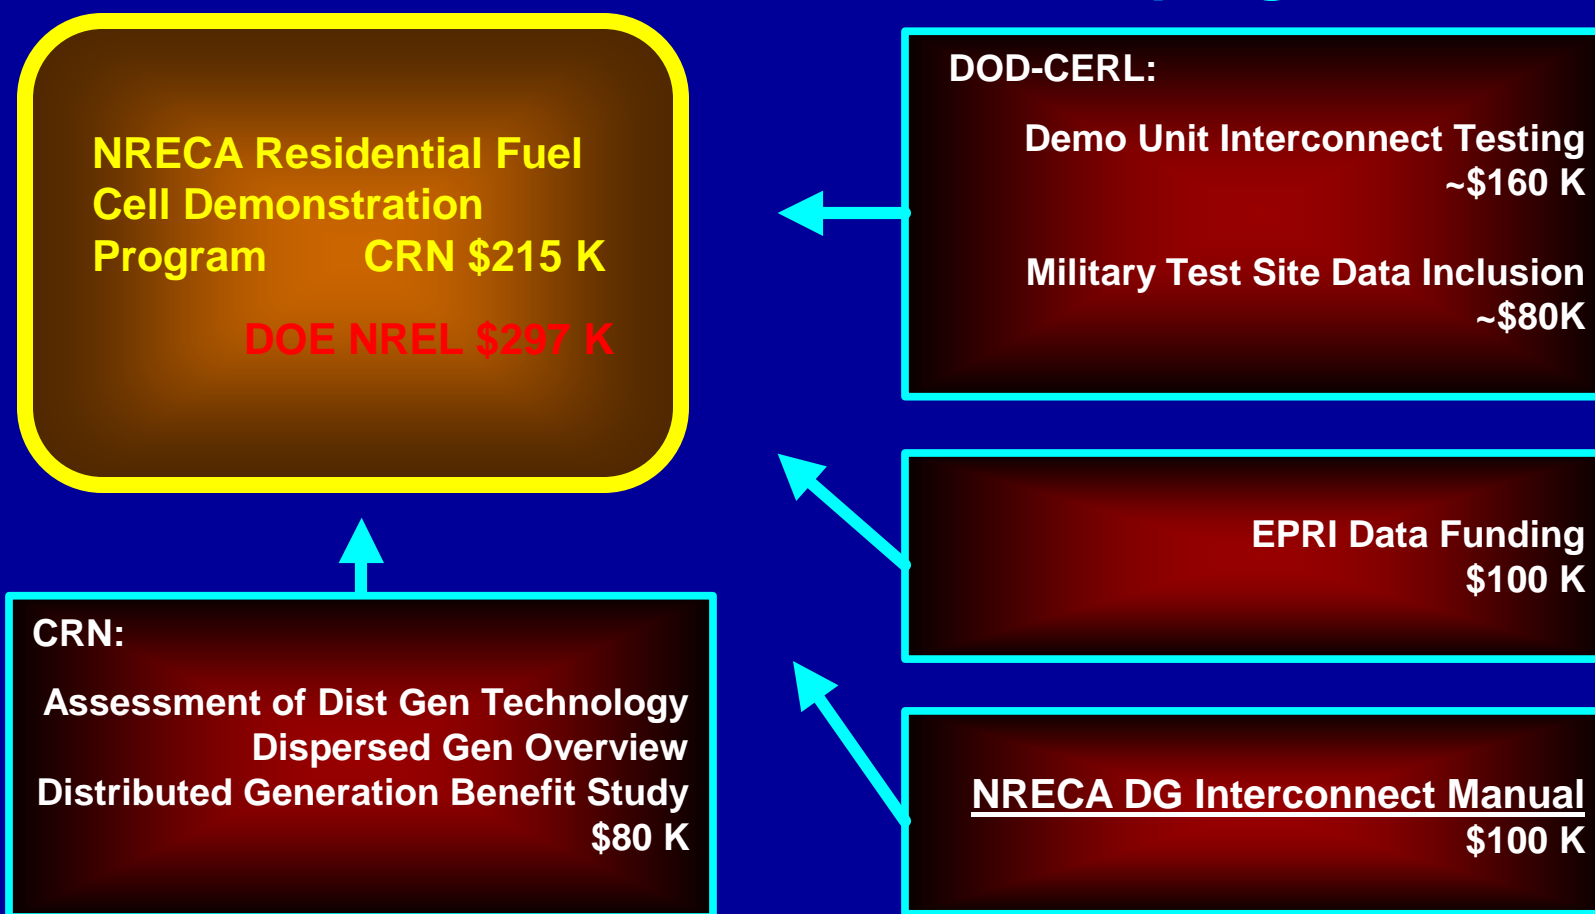 NRECA Residential Fuel
Cell Demonstration
Program CRN $215 K
DOE NREL $297 K
DOD-CERL:
Demo Unit Interconnect Testing
~$160 K
Military Test Site Data Inclusion
~$80K
EPRI Data Funding
$100 K
CRN:
Assessment of Dist Gen Technology
Dispersed Gen Overview
Distributed Generation Benefit Study
$80 K
NRECA DG Interconnect Manual
$100 K